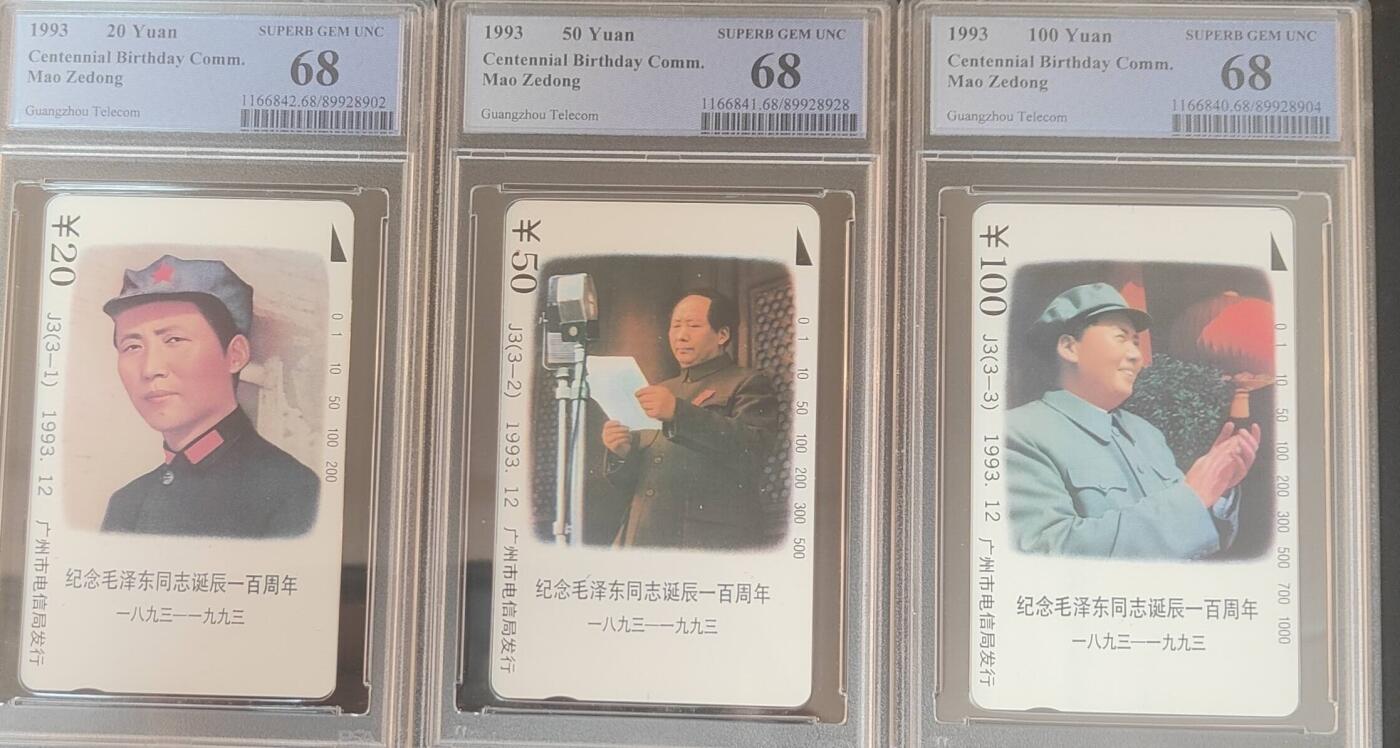 1993 20 Yuan SUPERB GEM UNC
Centennial Birthday Comm. 68
Mao Zedong
1166842.68/89928902
Guangzhou Telecom
¥20 J3(3—1) 1993. 12 广州市电信局发行
0 1 10 50 100 200
纪念毛泽东同志诞辰一百周年
一八九三—一九九三
1993 50 Yuan SUPERB GEM UNC
Centennial Birthday Comm. 68
Mao Zedong
1166841.68/89928928
Guangzhou Telecom
¥50 J3(3—2) 1993. 12 广州市电信局发行
0 1 10 50 100 200 300 500
纪念毛泽东同志诞辰一百周年
一八九三—一九九三
1993 100 Yuan SUPERB GEM UNC
Centennial Birthday Comm. 68
Mao Zedong
1166840.68/89928904
Guangzhou Telecom
¥100 J3(3—3) 1993. 12 广州市电信局发行
0 1 10 50 100 200 300 500 700 1000
纪念毛泽东同志诞辰一百周年
一八九三—一九九三